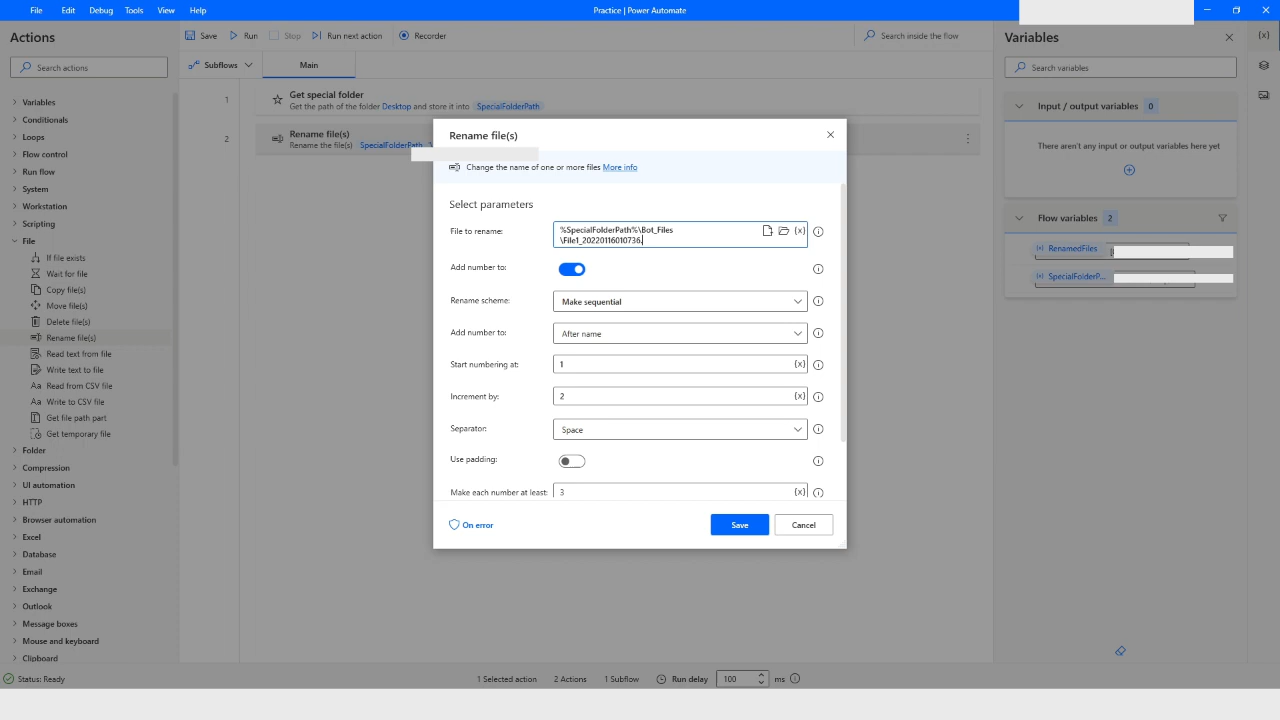 File Edit Debug Tools View Help
Practice | Power Automate
Actions
Search actions
Variables
Conditionals
Loops
Flow control
Run flow
System
Workstation
Scripting
File
If file exists
Wait for file
Copy file(s)
Move file(s)
Delete file(s)
Rename file(s)
Read text from file
Write text to file
Read from CSV file
Write to CSV file
Get file path part
Get temporary file
Folder
Compression
UI automation
HTTP
Browser automation
Excel
Database
Email
Exchange
Outlook
Message boxes
Mouse and keyboard
Clipboard
Save Run Stop Run next action Recorder
Search inside the flow
Subflows Main
1
Get special folder
Get the path of the folder Desktop and store it into SpecialFolderPath
2
Rename file(s)
Rename the file(s) SpecialFolderPath
Rename file(s)
Change the name of one or more files More info
Select parameters
File to rename:
%SpecialFolderPath%\Bot_Files
\File1_20220116010736.
{x}
Add number to:
Rename scheme: Make sequential
Add number to: After name
Start numbering at: 1 {x}
Increment by: 2 {x}
Separator: Space
Use padding:
Make each number at least: 3 {x}
On error
Save Cancel
Variables
Search variables
Input / output variables 0
There aren't any input or output variables here yet
Flow variables 2
RenamedFiles
SpecialFolderP...
{x}
Status: Ready
1 Selected action 2 Actions 1 Subflow Run delay 100 ms